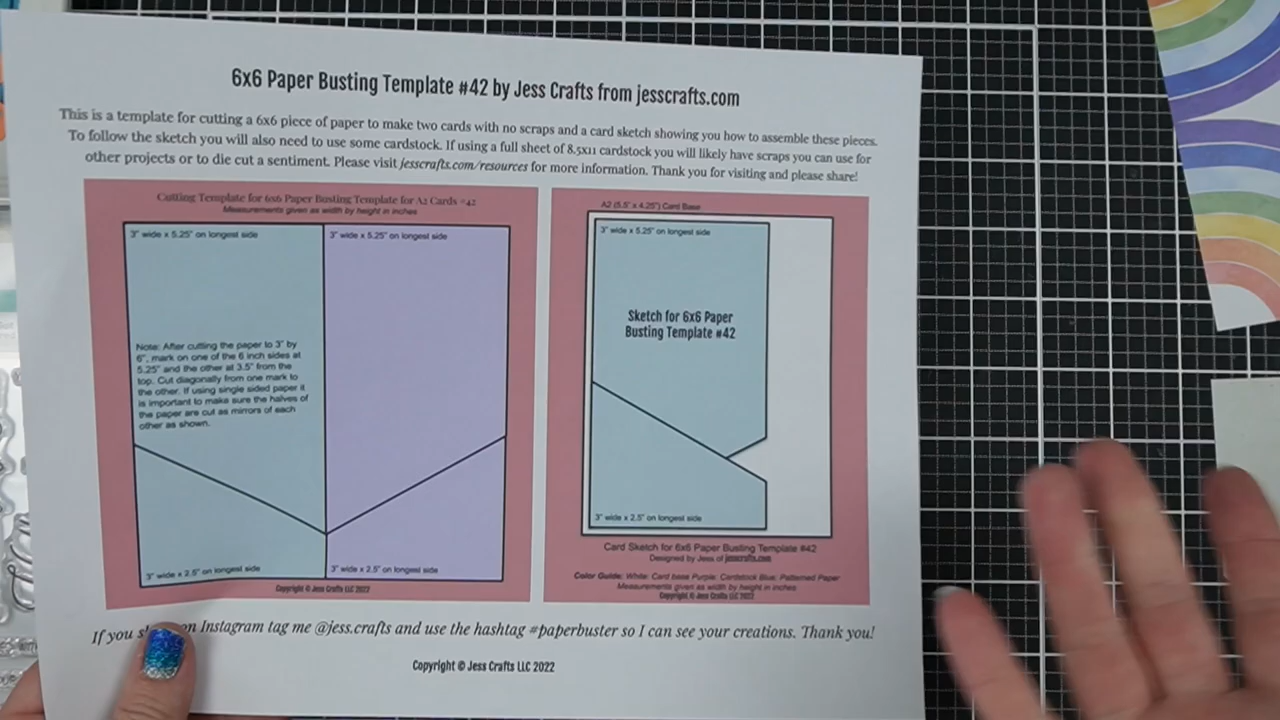 6x6 Paper Busting Template #42 by Jess Crafts from jesscrafts.com
This is a template for cutting a 6x6 piece of paper to make two cards with no scraps and a card sketch showing you how to assemble these pieces.
To follow the sketch you will also need to use some cardstock. If using a full sheet of 8.5x11 cardstock you will likely have scraps you can use for
other projects or to die cut a sentiment. Please visit jesscrafts.com/resources for more information. Thank you for visiting and please share!
Cutting Template for 6x6 Paper Busting Template for A2 Cards #42
Measurements given as width by height in inches
3" wide x 5.25" on longest side
3" wide x 5.25" on longest side
Note: After cutting the paper to 3" by
6", mark on one of the 6 inch sides at
5.25" and the other at 3.5" from the
top. Cut diagonally from one mark to
the other. If using single sided paper it
is important to make sure the halves of
the paper are cut as mirrors of each
other as shown.
3" wide x 2.5" on longest side
3" wide x 2.5" on longest side
Copyright © Jess Crafts LLC 2022
A2 (5.5" x 4.25") Card Base
3" wide x 5.25" on longest side
Sketch for 6x6 Paper
Busting Template #42
3" wide x 2.5" on longest side
Card Sketch for 6x6 Paper Busting Template #42
Designed by Jess of jesscrafts.com
Color Guide: White: Card base Purple: Cardstock Blue: Patterned Paper
Measurements given as width by height in inches
Copyright © Jess Crafts LLC 2022
If you on Instagram tag me @jess.crafts and use the hashtag #paperbuster so I can see your creations. Thank you!
Copyright © Jess Crafts LLC 2022